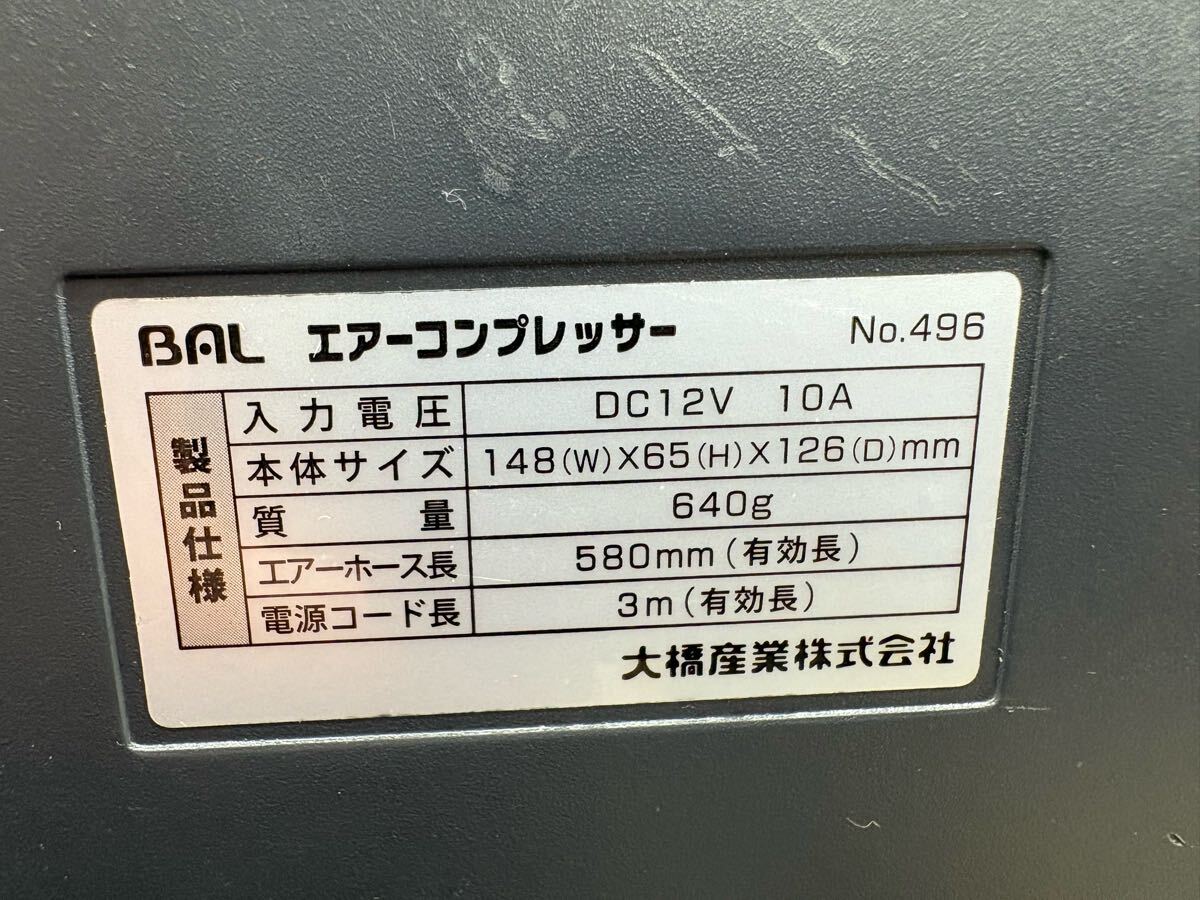 BAL エアーコンプレッサー No.496
製品仕様
入力電圧 DC12V 10A
本体サイズ 148(W)X65(H)X126(D)mm
質量 640g
エアーホース長 580mm(有効長)
電源コード長 3m(有効長)
大橋産業株式会社